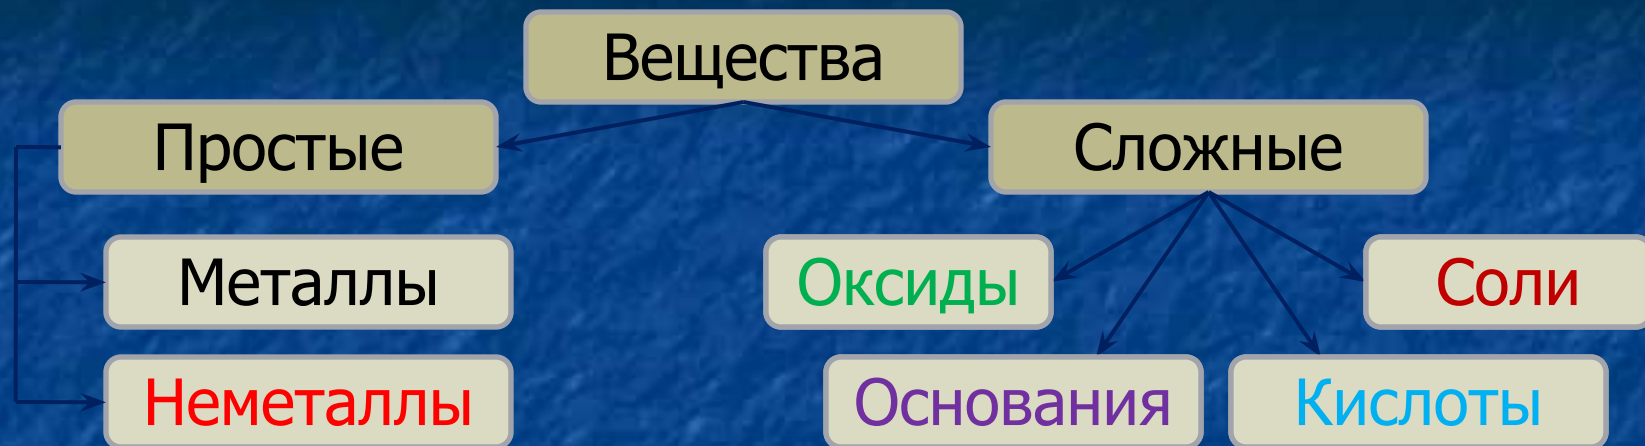 Вещества
Простые
Сложные
Металлы
Оксиды
Соли
Неметаллы
Основания
Кислоты